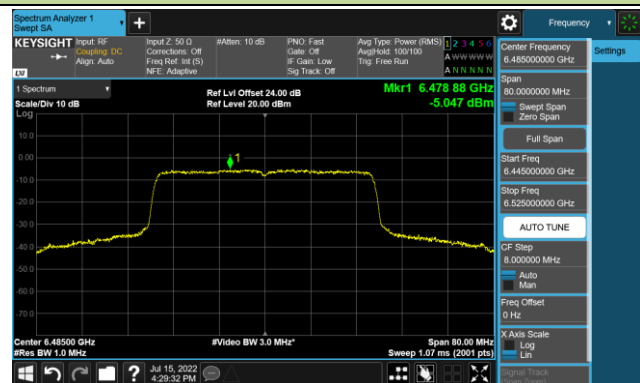 Spectrum Analyzer 1
Swept SA
Frequency
KEYSIGHT
Input: RF
Coupling: DC
Align: Auto
Input Z: 50 Ω
Corrections: Off
Freq Ref: Int (S)
NFE: Adaptive
#Atten: 10 dB
PNO: Fast
Gate: Off
IF Gain: Low
Sig Track: Off
Avg Type: Power (RMS)
Avg|Hold: 100/100
Trig: Free Run
1 2 3 4 5 6
A W W W W W
A N N N N N
LXI
1 Spectrum
Scale/Div 10 dB
Log
Ref Lvl Offset 24.00 dB
Ref Level 20.00 dBm
Mkr1 6.478 88 GHz
-5.047 dBm
10.0
0.00
-10.0
-20.0
-30.0
-40.0
-50.0
-60.0
-70.0
1
Center 6.48500 GHz
#Res BW 1.0 MHz
#Video BW 3.0 MHz*
Span 80.00 MHz
Sweep 1.07 ms (2001 pts)
Center Frequency
6.485000000 GHz
Settings
Span
80.0000000 MHz
Swept Span
Zero Span
Full Span
Start Freq
6.445000000 GHz
Stop Freq
6.525000000 GHz
AUTO TUNE
CF Step
8.000000 MHz
Auto
Man
Freq Offset
0 Hz
X Axis Scale
Log
Lin
Signal Track
Jul 15, 2022
4:29:32 PM